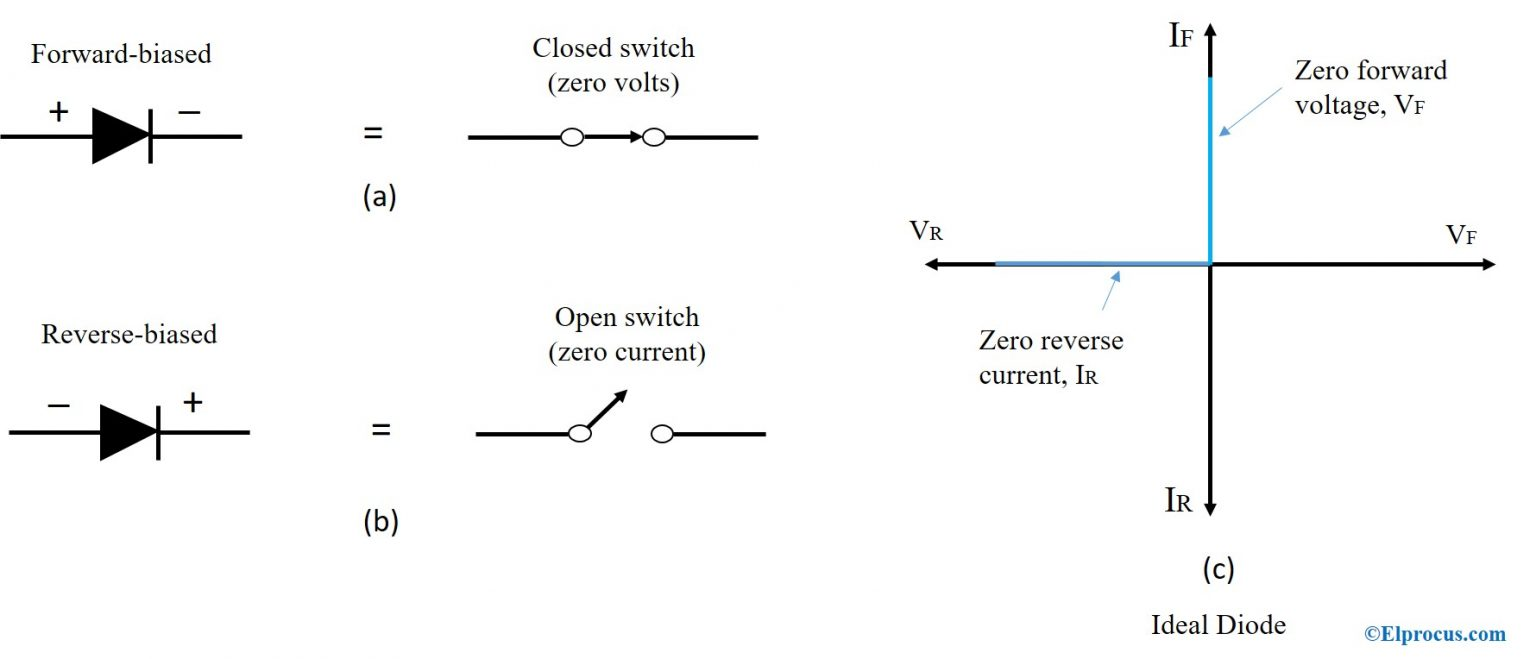 Forward-biased
+ −
=
Closed switch
(zero volts)
(a)
Reverse-biased
− +
=
Open switch
(zero current)
(b)
IF
Zero forward
voltage, VF
VR
VF
Zero reverse
current, IR
IR
(c)
Ideal Diode
©Elprocus.com